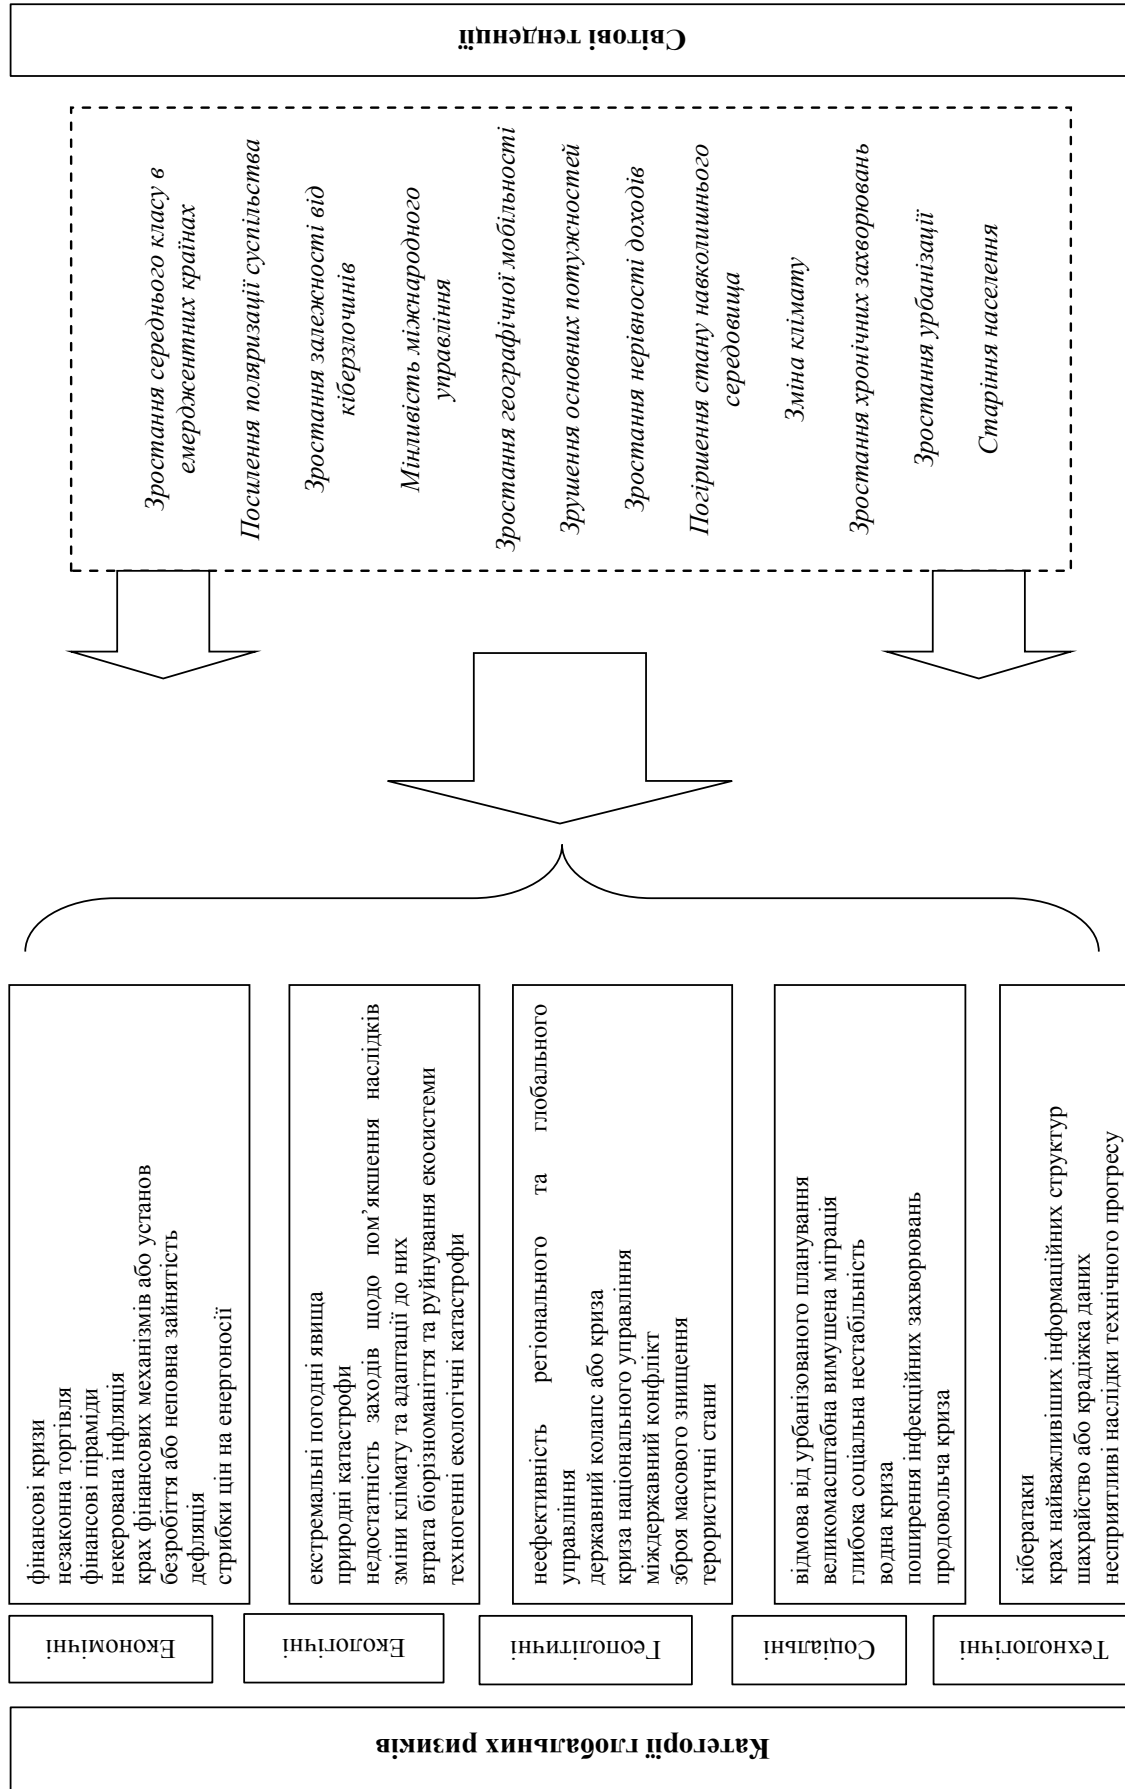 Категорії глобальних ризиків
Економічні
фінансові кризи
незаконна торгівля
фінансові піраміди
некерована інфляція
крах фінансових механізмів або установ
безробіття або неповна зайнятість
дефляція
стрибки цін на енергоносії
Екологічні
екстремальні погодні явища
природні катастрофи
недостатність заходів щодо пом’якшення наслідків
зміни клімату та адаптації до них
втрата біорізноманіття та руйнування екосистеми
техногенні екологічні катастрофи
Геополітичні
неефективність регіонального та глобального
управління
державний колапс або криза
криза національного управління
міждержавний конфлікт
зброя масового знищення
терористичні стани
Соціальні
відмова від урбанізованого планування
великомасштабна вимушена міграція
глибока соціальна нестабільність
водна криза
поширення інфекційних захворювань
продовольча криза
Технологічні
кібератаки
крах найважливіших інформаційних структур
шахрайство або крадіжка даних
несприятливі наслідки технічного прогресу
Зростання середнього класу в
емерджентних країнах
Посилення поляризації суспільства
Зростання залежності від
кіберзлочинів
Мінливість міжнародного
управління
Зростання географічної мобільності
Зрушення основних потужностей
Зростання нерівності доходів
Погіршення стану навколишнього
середовища
Зміна клімату
Зростання хронічних захворювань
Зростання урбанізації
Старіння населення
Світові тенденції